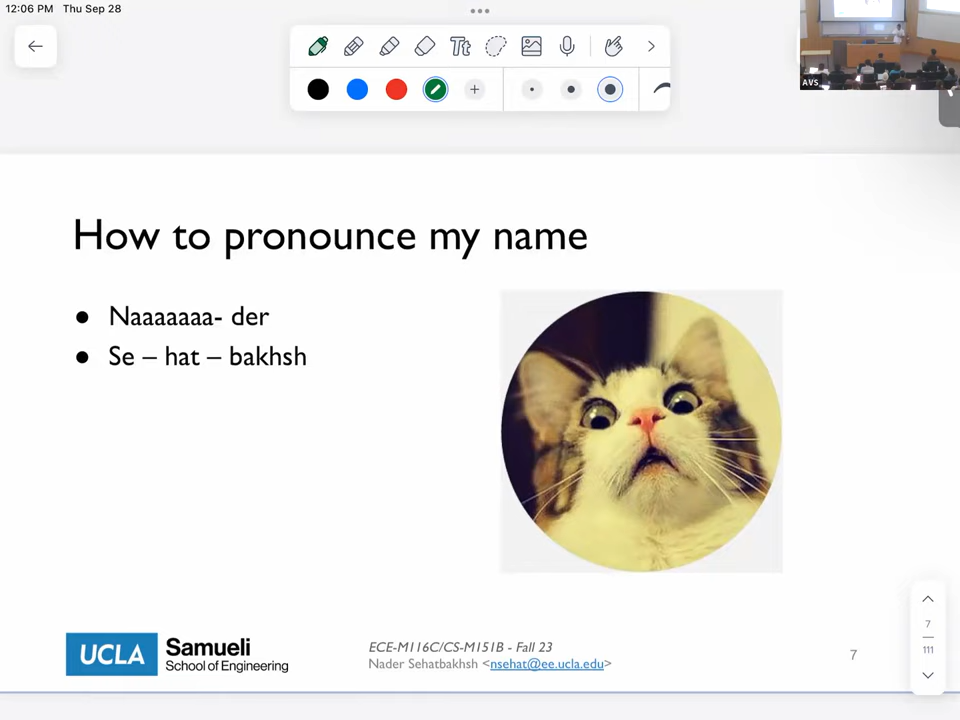 12:06 PM Thu Sep 28
Tt
AVS
How to pronounce my name
● Naaaaaaa- der
● Se – hat – bakhsh
UCLA Samueli
School of Engineering
ECE-M116C/CS-M151B - Fall 23
Nader Sehatbakhsh <nsehat@ee.ucla.edu>
7
7
111